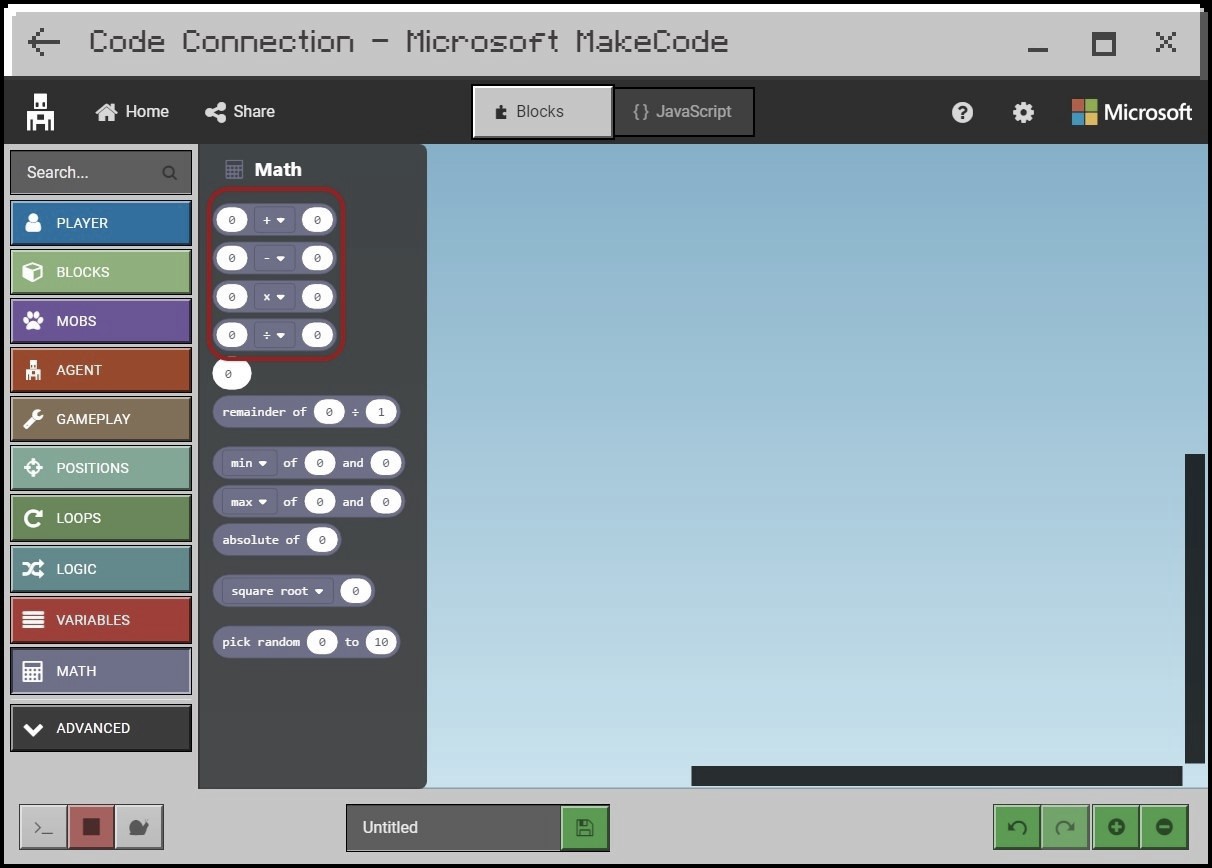 Code Connection - Microsoft MakeCode
Home
Share
Blocks
{ } JavaScript
?
Microsoft
Search...
PLAYER
BLOCKS
MOBS
AGENT
GAMEPLAY
POSITIONS
LOOPS
LOGIC
VARIABLES
MATH
ADVANCED
Math
0 + 0
0 - 0
0 x 0
0 ÷ 0
0
remainder of 0 ÷ 1
min of 0 and 0
max of 0 and 0
absolute of 0
square root 0
pick random 0 to 10
>_
Untitled